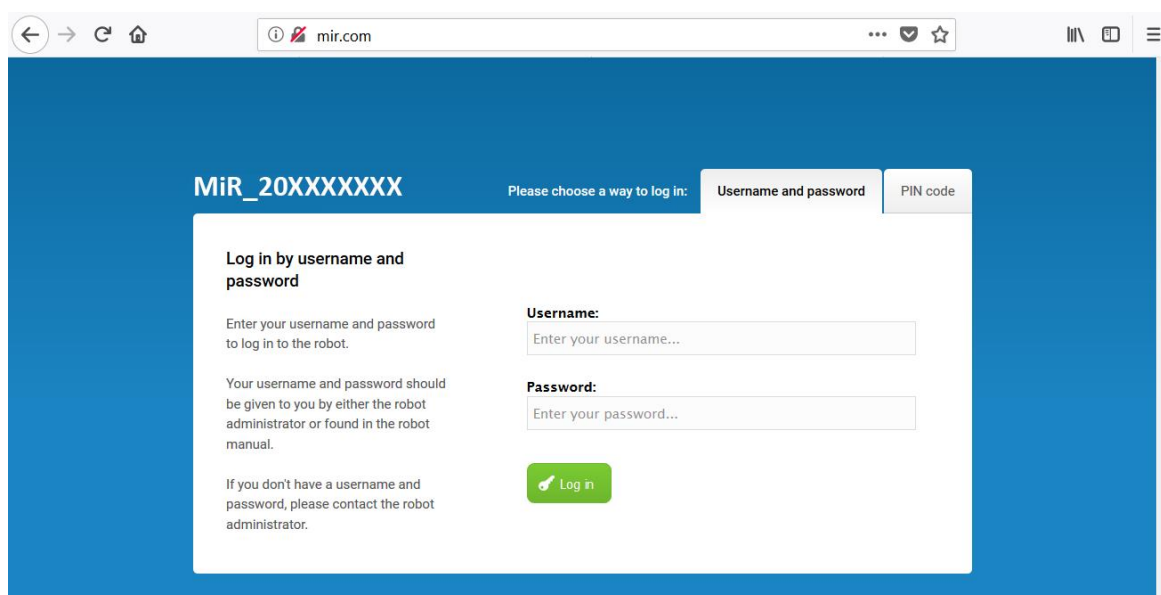 mir.com
MiR_20XXXXXXX
Please choose a way to log in:
Username and password
PIN code
Log in by username and
password
Enter your username and password
to log in to the robot.
Your username and password should
be given to you by either the robot
administrator or found in the robot
manual.
If you don't have a username and
password, please contact the robot
administrator.
Username:
Enter your username...
Password:
Enter your password...
Log in